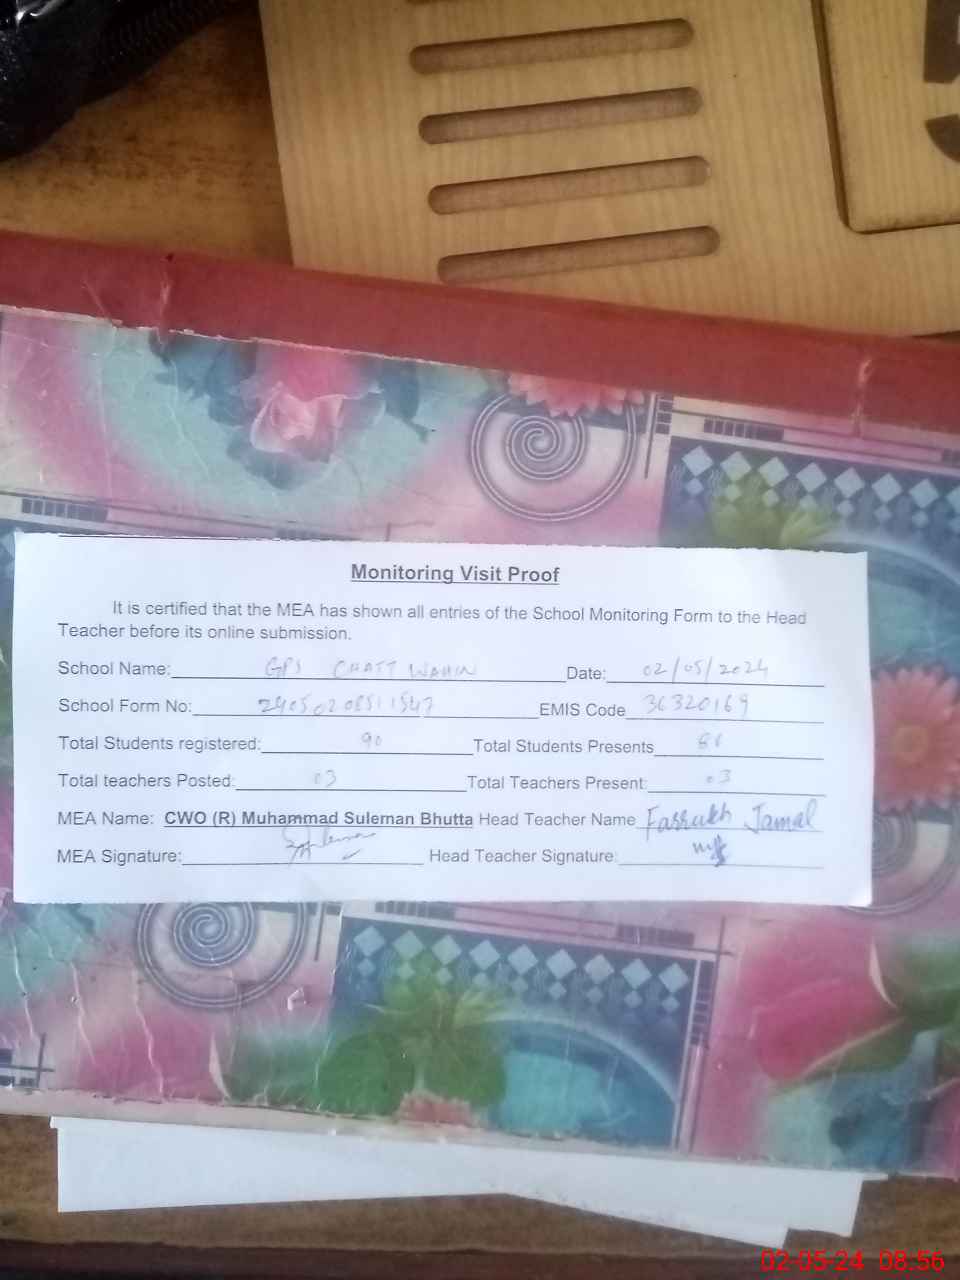 Monitoring Visit Proof
It is certified that the MEA has shown all entries of the School Monitoring Form to the Head
Teacher before its online submission.
School Name: GPS CHATT WAHIN Date: 02/05/2024
School Form No: EMIS Code 36320169
Total Students registered: 90 Total Students Presents
Total teachers Posted: 03 Total Teachers Present: 03
MEA Name: CWO (R) Muhammad Suleman Bhutta Head Teacher Name Farrukh Jamal
MEA Signature: Head Teacher Signature:
02-05-24 08:56